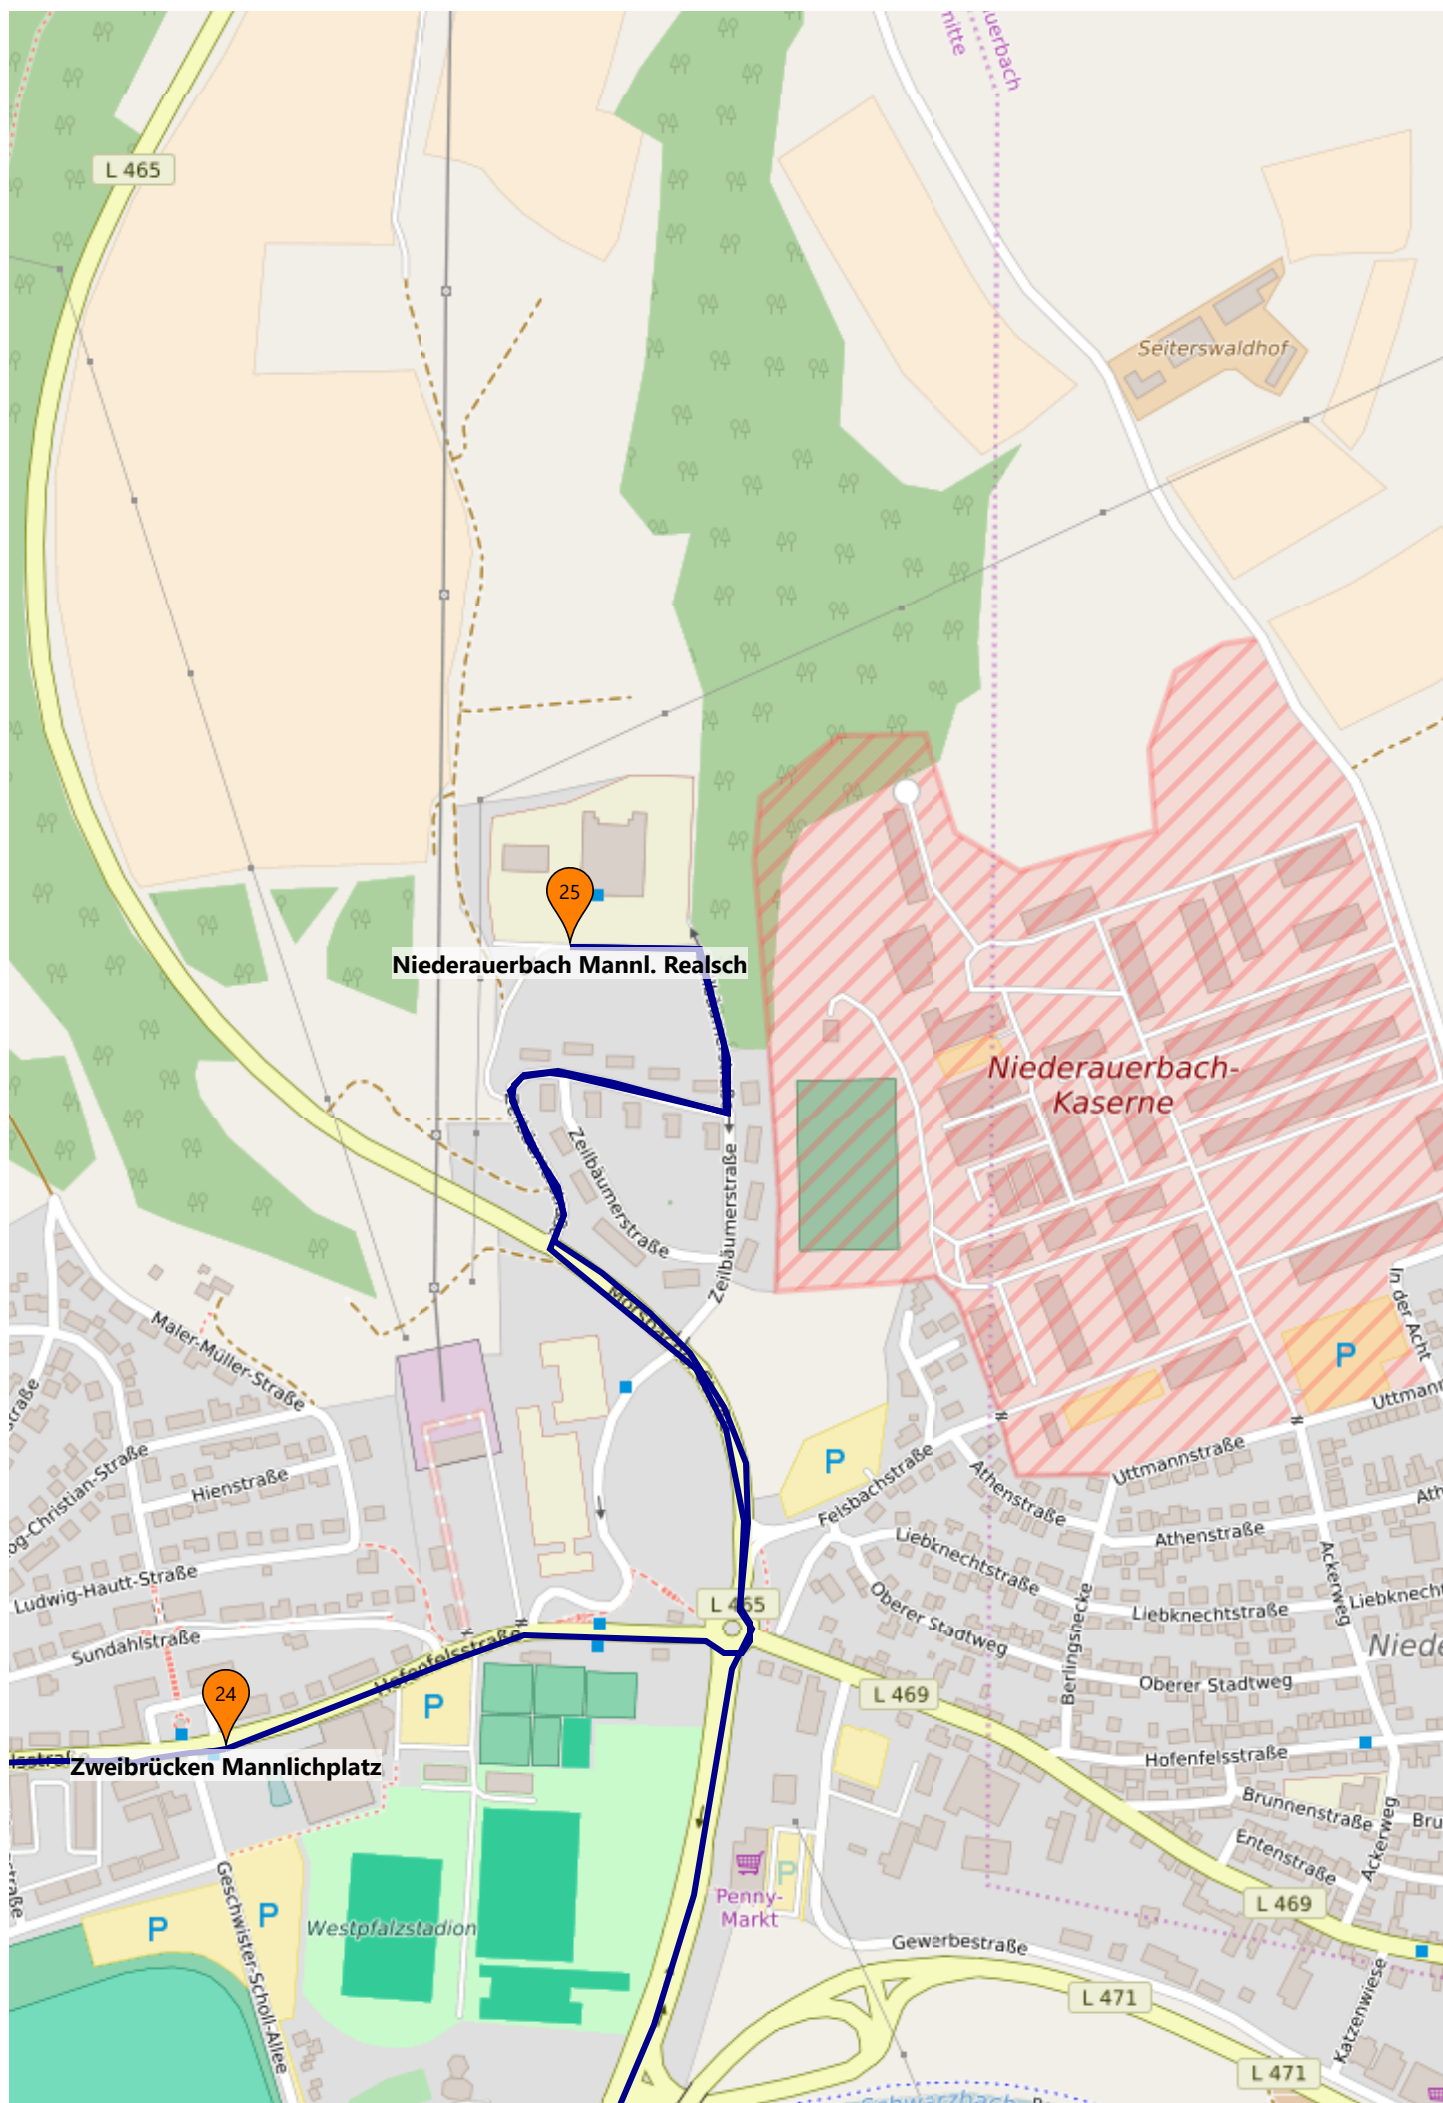 L 465
Seiterswaldhof
25
Niederauerbach Mannl. Realsch
Niederauerbach-
Kaserne
Zeilbäumerstraße
Zeilbäumerstraße
Maler-Müller-Straße
In der Acht
P
Hienstraße
P
Felsbachstraße
Athenstraße
Uttmannstraße
Athenstraße
Liebknechtstraße
Ludwig-Hautt-Straße
L 465
Oberer Stadtweg
Liebknechtstraße
Ackerweg
Sundahlstraße
Hofenfelsstraße
Berlingsnecke
Oberer Stadtweg
24
P
L 469
Zweibrücken Mannlichplatz
Hofenfelsstraße
Brunnenstraße
Entenstraße
Ackerweg
Geschwister-Scholl-Allee
P
P
P
Penny-
Markt
Westpfalzstadion
L 469
Gewerbestraße
L 471
Katzenwiese
L 471